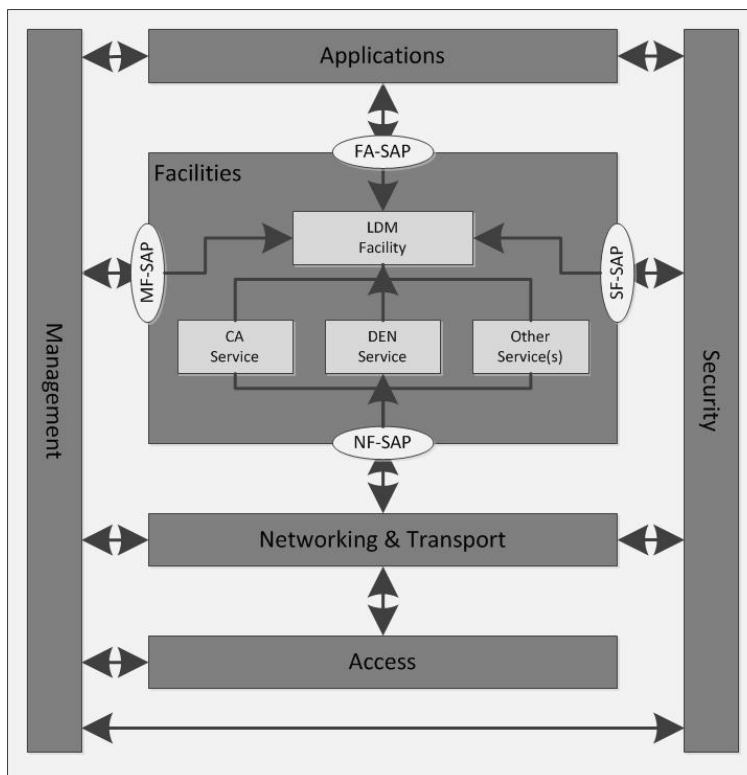 Applications
FA-SAP
Facilities
LDM
Facility
MF-SAP
SF-SAP
CA
Service
DEN
Service
Other
Service(s)
Management
Security
NF-SAP
Networking & Transport
Access